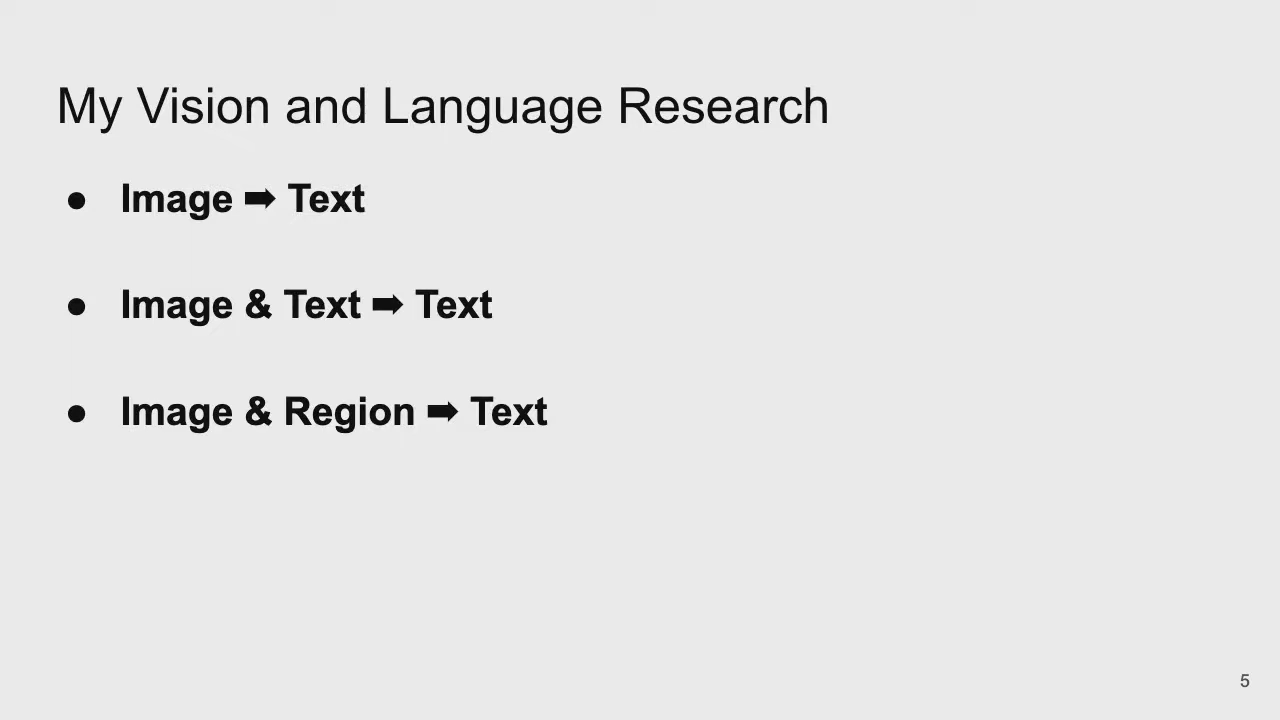 My Vision and Language Research
● Image ➡ Text
● Image & Text ➡ Text
● Image & Region ➡ Text
5